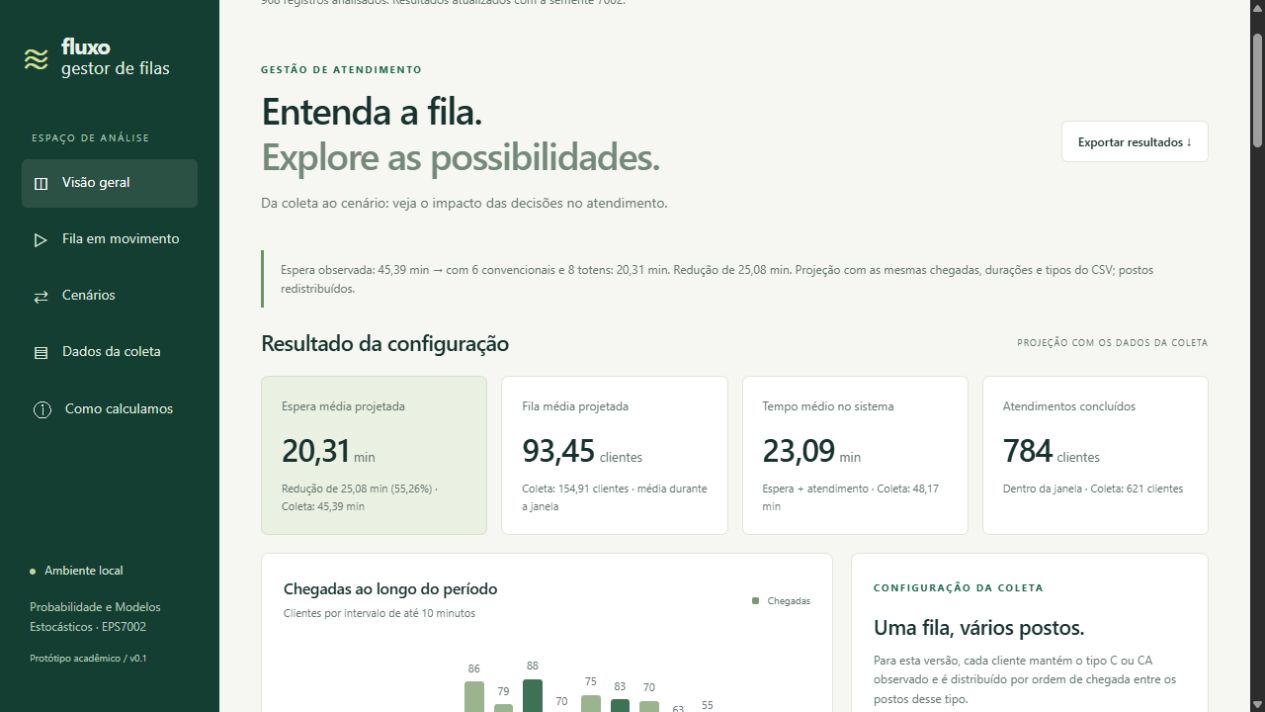 fluxo
gestor de filas
ESPAÇO DE ANÁLISE
Visão geral
Fila em movimento
Cenários
Dados da coleta
Como calculamos
Ambiente local
Probabilidade e Modelos
Estocásticos · EPS7002
Protótipo acadêmico / v0.1
968 registros analisados. Resultados atualizados com a semente 7002.
GESTÃO DE ATENDIMENTO
Entenda a fila.
Explore as possibilidades.
Da coleta ao cenário: veja o impacto das decisões no atendimento.
Exportar resultados ↓
Espera observada: 45,39 min → com 6 convencionais e 8 totens: 20,31 min. Redução de 25,08 min. Projeção com as mesmas chegadas, durações e tipos do CSV; postos
redistribuídos.
Resultado da configuração
PROJEÇÃO COM OS DADOS DA COLETA
Espera média projetada
20,31 min
Redução de 25,08 min (55,26%) ·
Coleta: 45,39 min
Fila média projetada
93,45 clientes
Coleta: 154,91 clientes · média durante
a janela
Tempo médio no sistema
23,09 min
Espera + atendimento · Coleta: 48,17
min
Atendimentos concluídos
784 clientes
Dentro da janela · Coleta: 621 clientes
Chegadas ao longo do período
Clientes por intervalo de até 10 minutos
Chegadas
86
79
88
70
75
83
70
63
55
CONFIGURAÇÃO DA COLETA
Uma fila, vários postos.
Para esta versão, cada cliente mantém o tipo C ou CA
observado e é distribuído por ordem de chegada entre os
postos desse tipo.